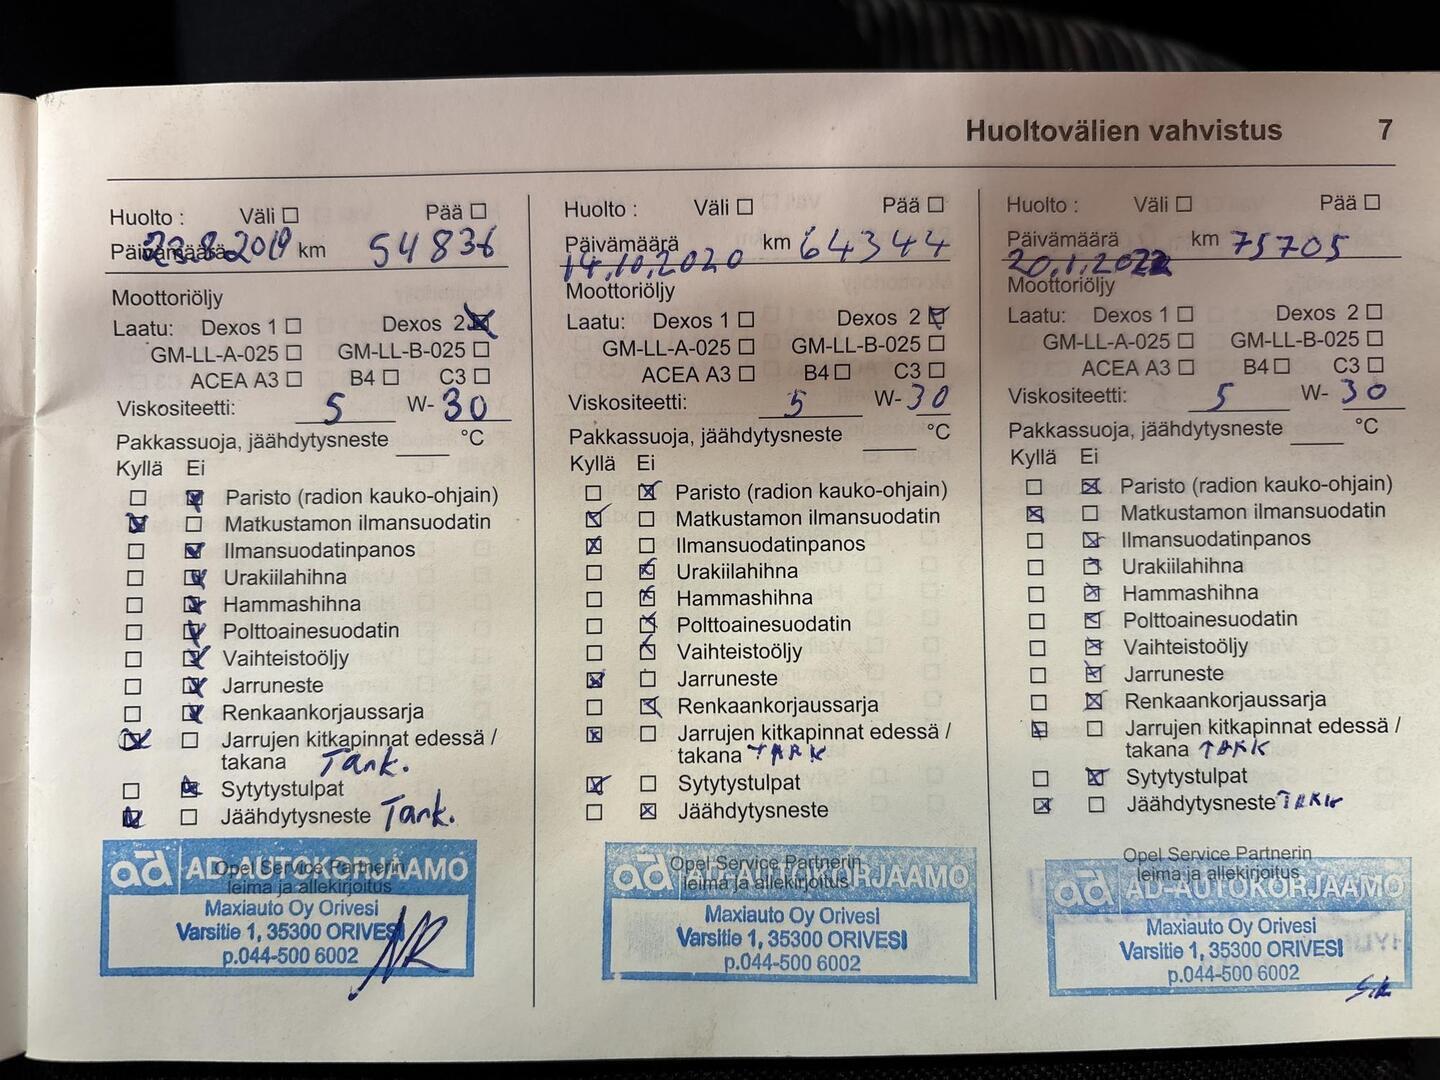 Huoltovälien vahvistus 7
Huolto : Väli ☐ Pää ☐
Päivämäärä 23.8.2019 km 54836
Moottoriöljy
Laatu: Dexos 1 ☐ Dexos 2 ☒
GM-LL-A-025 ☐ GM-LL-B-025 ☐
ACEA A3 ☐ B4 ☐ C3 ☐
Viskositeetti: 5 W- 30
Pakkassuoja, jäähdytysneste ____ °C
Kyllä Ei
☐ ☒ Paristo (radion kauko-ohjain)
☒ ☐ Matkustamon ilmansuodatin
☐ ☒ Ilmansuodatinpanos
☐ ☒ Urakiilahihna
☐ ☒ Hammashihna
☐ ☒ Polttoainesuodatin
☐ ☒ Vaihteistoöljy
☐ ☒ Jarruneste
☐ ☒ Renkaankorjaussarja
☒ ☐ Jarrujen kitkapinnat edessä /
takana Tark.
☐ ☒ Sytytystulpat
☒ ☐ Jäähdytysneste Tark.
Opel Service Partnerin
leima ja allekirjoitus
ad AD-AUTOKORJAAMO
Maxiauto Oy Orivesi
Varsitie 1, 35300 ORIVESI
p.044-500 6002
NR
Huolto : Väli ☐ Pää ☐
Päivämäärä km 64344
14.10.2020
Moottoriöljy
Laatu: Dexos 1 ☐ Dexos 2 ☒
GM-LL-A-025 ☐ GM-LL-B-025 ☐
ACEA A3 ☐ B4 ☐ C3 ☐
Viskositeetti: 5 W- 30
Pakkassuoja, jäähdytysneste ____ °C
Kyllä Ei
☐ ☒ Paristo (radion kauko-ohjain)
☒ ☐ Matkustamon ilmansuodatin
☒ ☐ Ilmansuodatinpanos
☐ ☒ Urakiilahihna
☐ ☒ Hammashihna
☐ ☒ Polttoainesuodatin
☐ ☒ Vaihteistoöljy
☒ ☐ Jarruneste
☐ ☒ Renkaankorjaussarja
☒ ☐ Jarrujen kitkapinnat edessä /
takana TARK
☒ ☐ Sytytystulpat
☐ ☒ Jäähdytysneste
Opel Service Partnerin
leima ja allekirjoitus
ad AD-AUTOKORJAAMO
Maxiauto Oy Orivesi
Varsitie 1, 35300 ORIVESI
p.044-500 6002
Huolto : Väli ☐ Pää ☐
Päivämäärä km 75705
20.1.2022
Moottoriöljy
Laatu: Dexos 1 ☐ Dexos 2 ☐
GM-LL-A-025 ☐ GM-LL-B-025 ☐
ACEA A3 ☐ B4 ☐ C3 ☐
Viskositeetti: 5 W- 30
Pakkassuoja, jäähdytysneste ____ °C
Kyllä Ei
☐ ☒ Paristo (radion kauko-ohjain)
☒ ☐ Matkustamon ilmansuodatin
☐ ☒ Ilmansuodatinpanos
☐ ☒ Urakiilahihna
☐ ☒ Hammashihna
☐ ☒ Polttoainesuodatin
☐ ☒ Vaihteistoöljy
☐ ☒ Jarruneste
☐ ☒ Renkaankorjaussarja
☒ ☐ Jarrujen kitkapinnat edessä /
takana TARK
☐ ☒ Sytytystulpat
☒ ☐ Jäähdytysneste TARK
Opel Service Partnerin
leima ja allekirjoitus
ad AD-AUTOKORJAAMO
Maxiauto Oy Orivesi
Varsitie 1, 35300 ORIVESI
p.044-500 6002